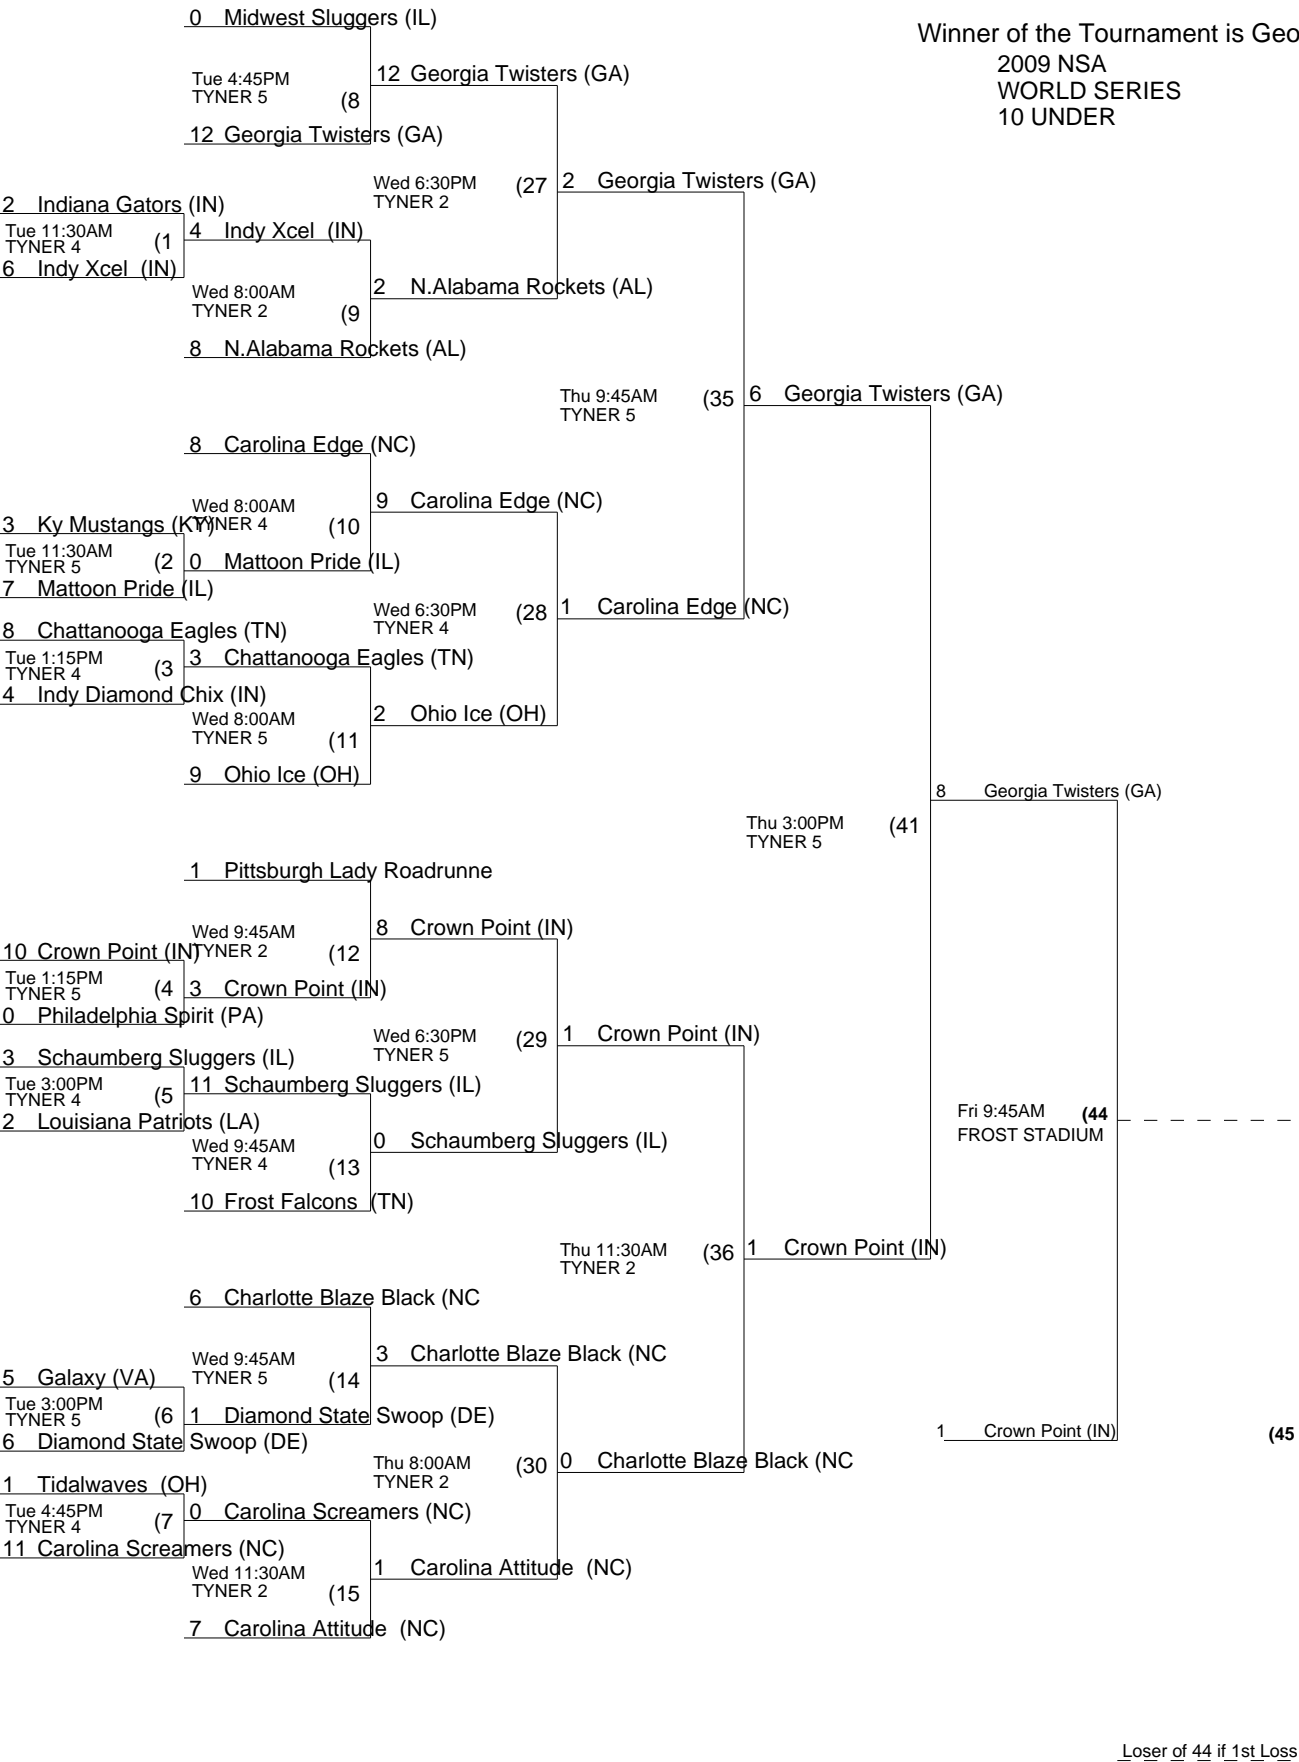 0 Midwest Sluggers (IL)
Winner of the Tournament is Geo
2009 NSA
WORLD SERIES
10 UNDER
Tue 4:45PM
TYNER 5 (8
12 Georgia Twisters (GA)
12 Georgia Twisters (GA)
Wed 6:30PM
TYNER 2 (27
2 Georgia Twisters (GA)
2 Indiana Gators (IN)
Tue 11:30AM
TYNER 4 (1
4 Indy Xcel (IN)
6 Indy Xcel (IN)
Wed 8:00AM
TYNER 2 (9
2 N.Alabama Rockets (AL)
8 N.Alabama Rockets (AL)
Thu 9:45AM
TYNER 5 (35
6 Georgia Twisters (GA)
8 Carolina Edge (NC)
Wed 8:00AM
TYNER 4 (10
9 Carolina Edge (NC)
3 Ky Mustangs (KY)
Tue 11:30AM
TYNER 5 (2
0 Mattoon Pride (IL)
7 Mattoon Pride (IL)
Wed 6:30PM
TYNER 4 (28
1 Carolina Edge (NC)
8 Chattanooga Eagles (TN)
Tue 1:15PM
TYNER 4 (3
3 Chattanooga Eagles (TN)
4 Indy Diamond Chix (IN)
Wed 8:00AM
TYNER 5 (11
2 Ohio Ice (OH)
9 Ohio Ice (OH)
8 Georgia Twisters (GA)
Thu 3:00PM
TYNER 5 (41
1 Pittsburgh Lady Roadrunne
Wed 9:45AM
TYNER 2 (12
8 Crown Point (IN)
10 Crown Point (IN)
Tue 1:15PM
TYNER 5 (4
3 Crown Point (IN)
0 Philadelphia Spirit (PA)
Wed 6:30PM
TYNER 5 (29
1 Crown Point (IN)
3 Schaumberg Sluggers (IL)
Tue 3:00PM
TYNER 4 (5
11 Schaumberg Sluggers (IL)
2 Louisiana Patriots (LA)
Wed 9:45AM
TYNER 4 (13
0 Schaumberg Sluggers (IL)
Fri 9:45AM (44
FROST STADIUM
10 Frost Falcons (TN)
Thu 11:30AM
TYNER 2 (36
1 Crown Point (IN)
6 Charlotte Blaze Black (NC
Wed 9:45AM
TYNER 5 (14
3 Charlotte Blaze Black (NC
5 Galaxy (VA)
Tue 3:00PM
TYNER 5 (6
1 Diamond State Swoop (DE)
6 Diamond State Swoop (DE)
1 Crown Point (IN)
(45
Thu 8:00AM
TYNER 2 (30
0 Charlotte Blaze Black (NC
1 Tidalwaves (OH)
Tue 4:45PM
TYNER 4 (7
0 Carolina Screamers (NC)
11 Carolina Screamers (NC)
Wed 11:30AM
TYNER 2 (15
1 Carolina Attitude (NC)
7 Carolina Attitude (NC)
Loser of 44 if 1st Loss